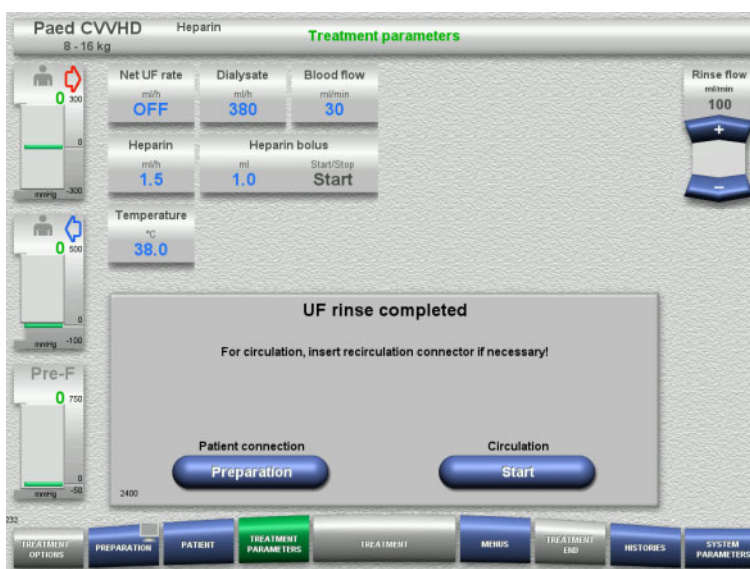 Paed CVVHD Heparin Treatment parameters
8 - 16 kg
Net UF rate Dialysate Blood flow Rinse flow
ml/h ml/h ml/min ml/min
OFF 380 30 100
+
–
0 300
0
mmHg -300
Heparin Heparin bolus
ml/h ml Start/Stop
1.5 1.0 Start
Temperature
°C
38.0
0 500
0
mmHg -100
UF rinse completed
For circulation, insert recirculation connector if necessary!
Pre-F
0 750
0
mmHg -50
Patient connection Circulation
Preparation Start
2400
232
TREATMENT OPTIONS PREPARATION PATIENT TREATMENT PARAMETERS TREATMENT MENUS TREATMENT END HISTORIES SYSTEM PARAMETERS